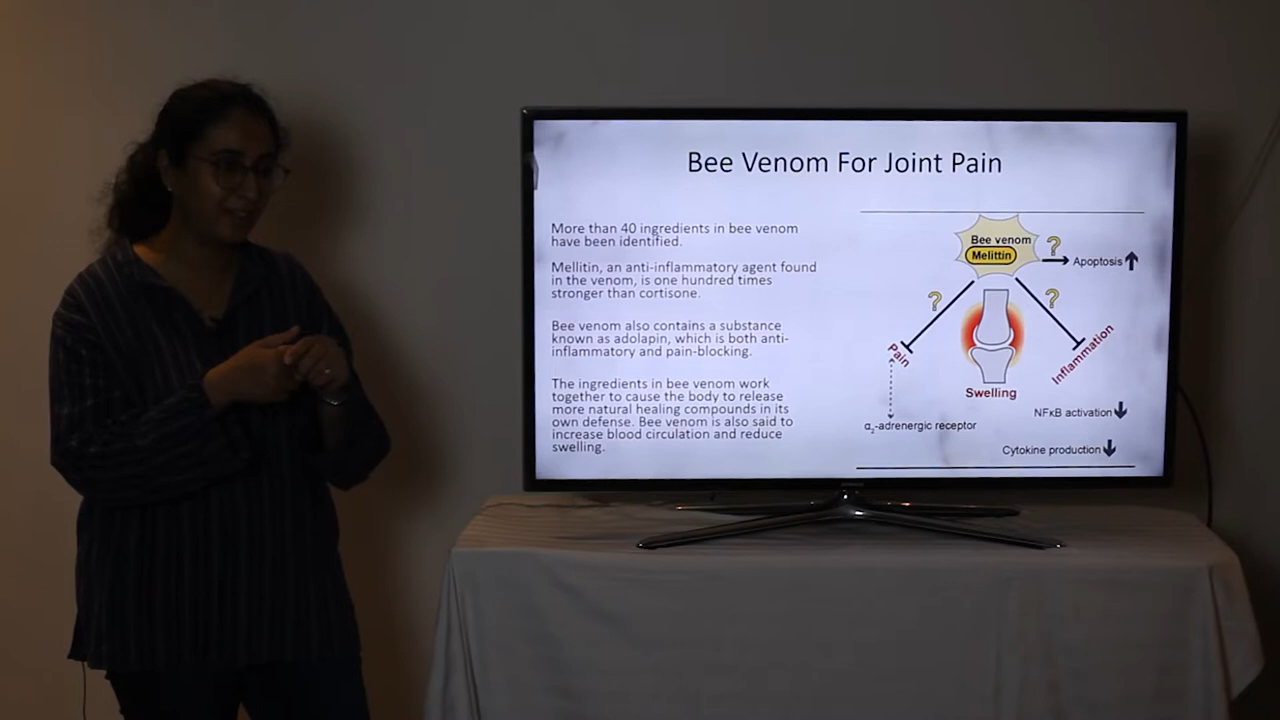 Bee Venom For Joint Pain
More than 40 ingredients in bee venom
have been identified.
Mellitin, an anti-inflammatory agent found
in the venom, is one hundred times
stronger than cortisone.
Bee venom also contains a substance
known as adolapin, which is both anti-
inflammatory and pain-blocking.
The ingredients in bee venom work
together to cause the body to release
more natural healing compounds in its
own defense. Bee venom is also said to
increase blood circulation and reduce
swelling.
Bee venom
Melittin
?
Apoptosis
?
?
Pain
Inflammation
Swelling
NFκB activation
α₂-adrenergic receptor
Cytokine production
SAMSUNG